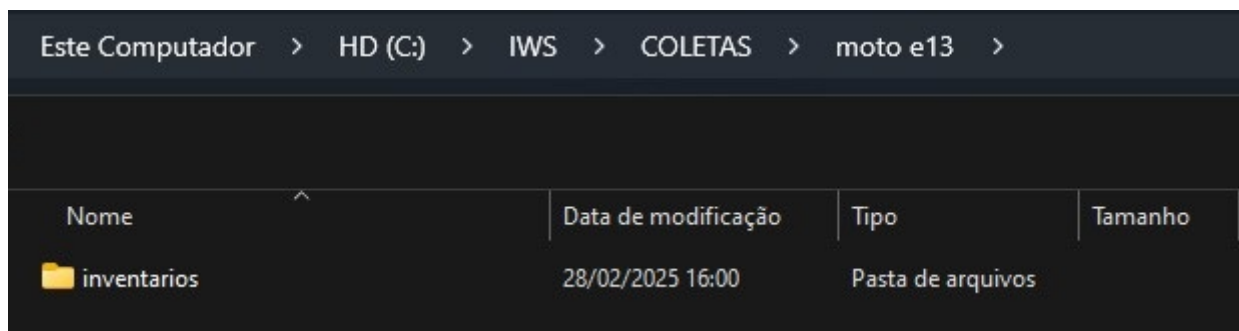 Este Computador > HD (C:) > IWS > COLETAS > moto e13 >
Nome Data de modificação Tipo Tamanho
inventarios 28/02/2025 16:00 Pasta de arquivos